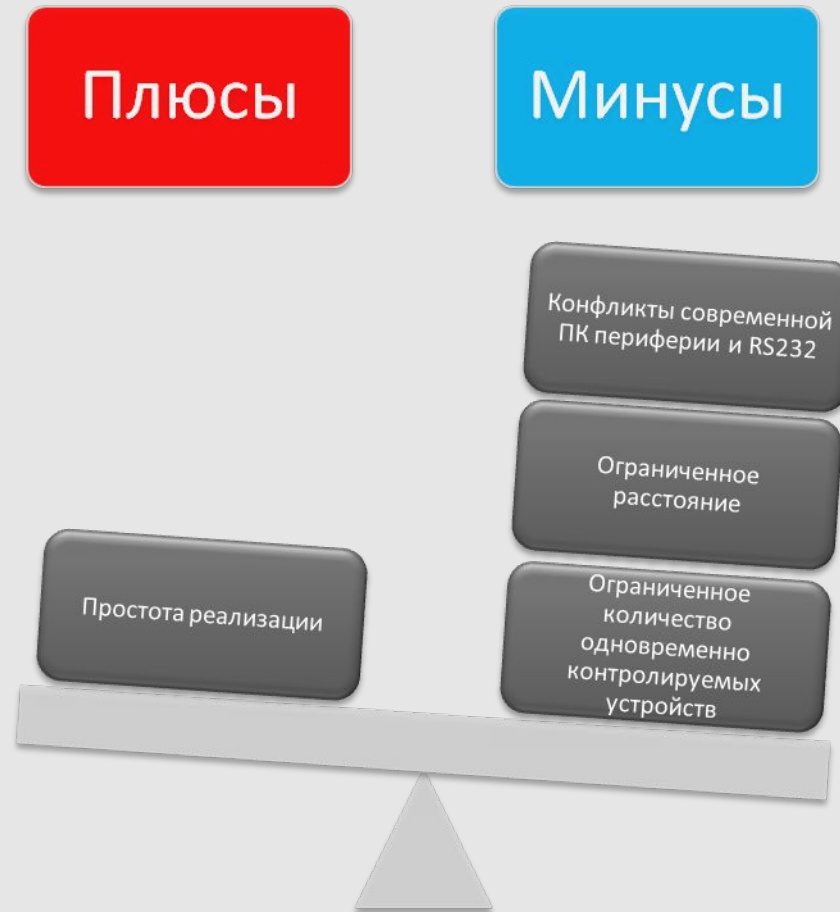 Плюсы
Минусы
Конфликты современной
ПК периферии и RS232
Ограниченное
расстояние
Простота реализации
Ограниченное
количество
одновременно
контролируемых
устройств